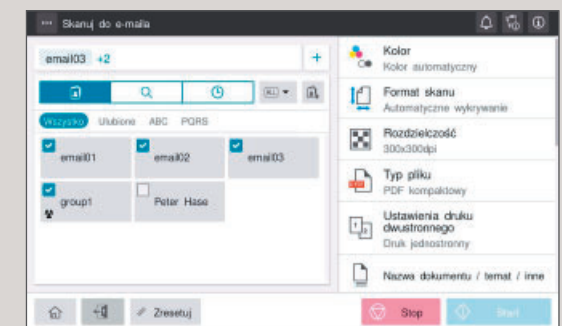 Skanuj do e-maila
email03 +2 +
ALL
Wszystko Ulubione ABC PQRS
email01 email02 email03
group1 Peter Hase
Kolor
Kolor automatyczny
Format skanu
Automatyczne wykrywanie
Rozdzielczość
300x300dpi
Typ pliku
PDF kompaktowy
Ustawienia druku
dwustronnego
Druk jednostronny
Nazwa dokumentu / temat / inne
Zresetuj Stop Start